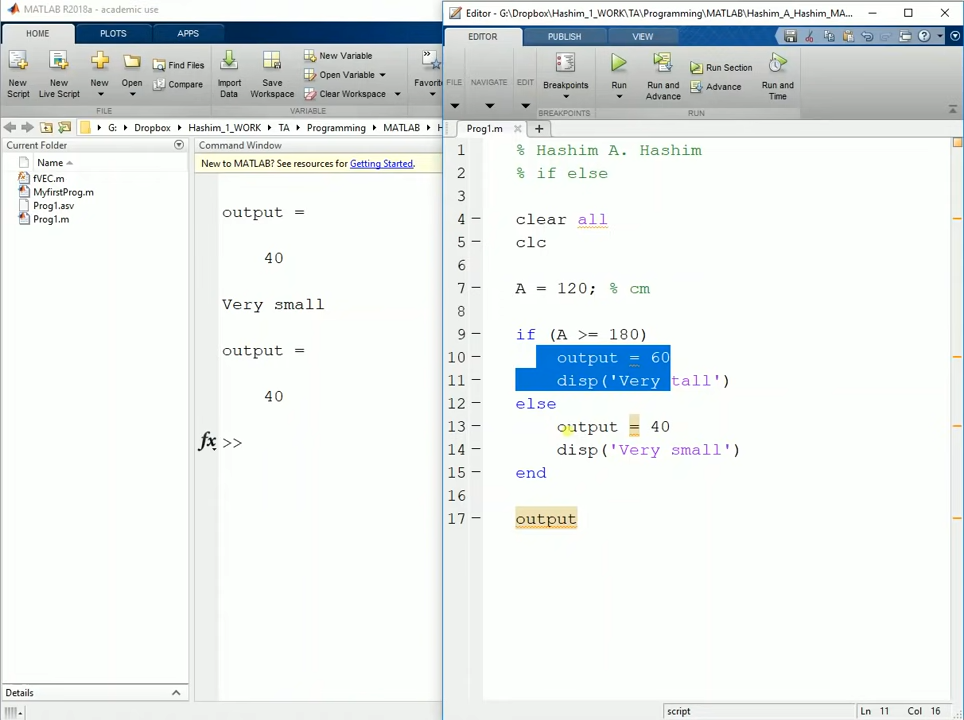 MATLAB R2018a - academic use
HOME PLOTS APPS
New Script
New Live Script
New
Open
Find Files
Compare
Import Data
Save Workspace
New Variable
Open Variable
Clear Workspace
Favorit
FILE VARIABLE
G: Dropbox Hashim_1_WORK TA Programming MATLAB H
Current Folder
Name
fVEC.m
MyfirstProg.m
Prog1.asv
Prog1.m
Details
Command Window
New to MATLAB? See resources for Getting Started.
output =
40
Very small
output =
40
fx >>
Editor - G:\Dropbox\Hashim_1_WORK\TA\Programming\MATLAB\Hashim_A_Hashim_MA...
EDITOR PUBLISH VIEW
FILE NAVIGATE EDIT
Breakpoints
Run
Run and Advance
Run Section
Advance
Run and Time
BREAKPOINTS RUN
Prog1.m
1 % Hashim A. Hashim
2 % if else
3
4 clear all
5 clc
6
7 A = 120; % cm
8
9 if (A >= 180)
10 output = 60
11 disp('Very tall')
12 else
13 output = 40
14 disp('Very small')
15 end
16
17 output
script Ln 11 Col 16